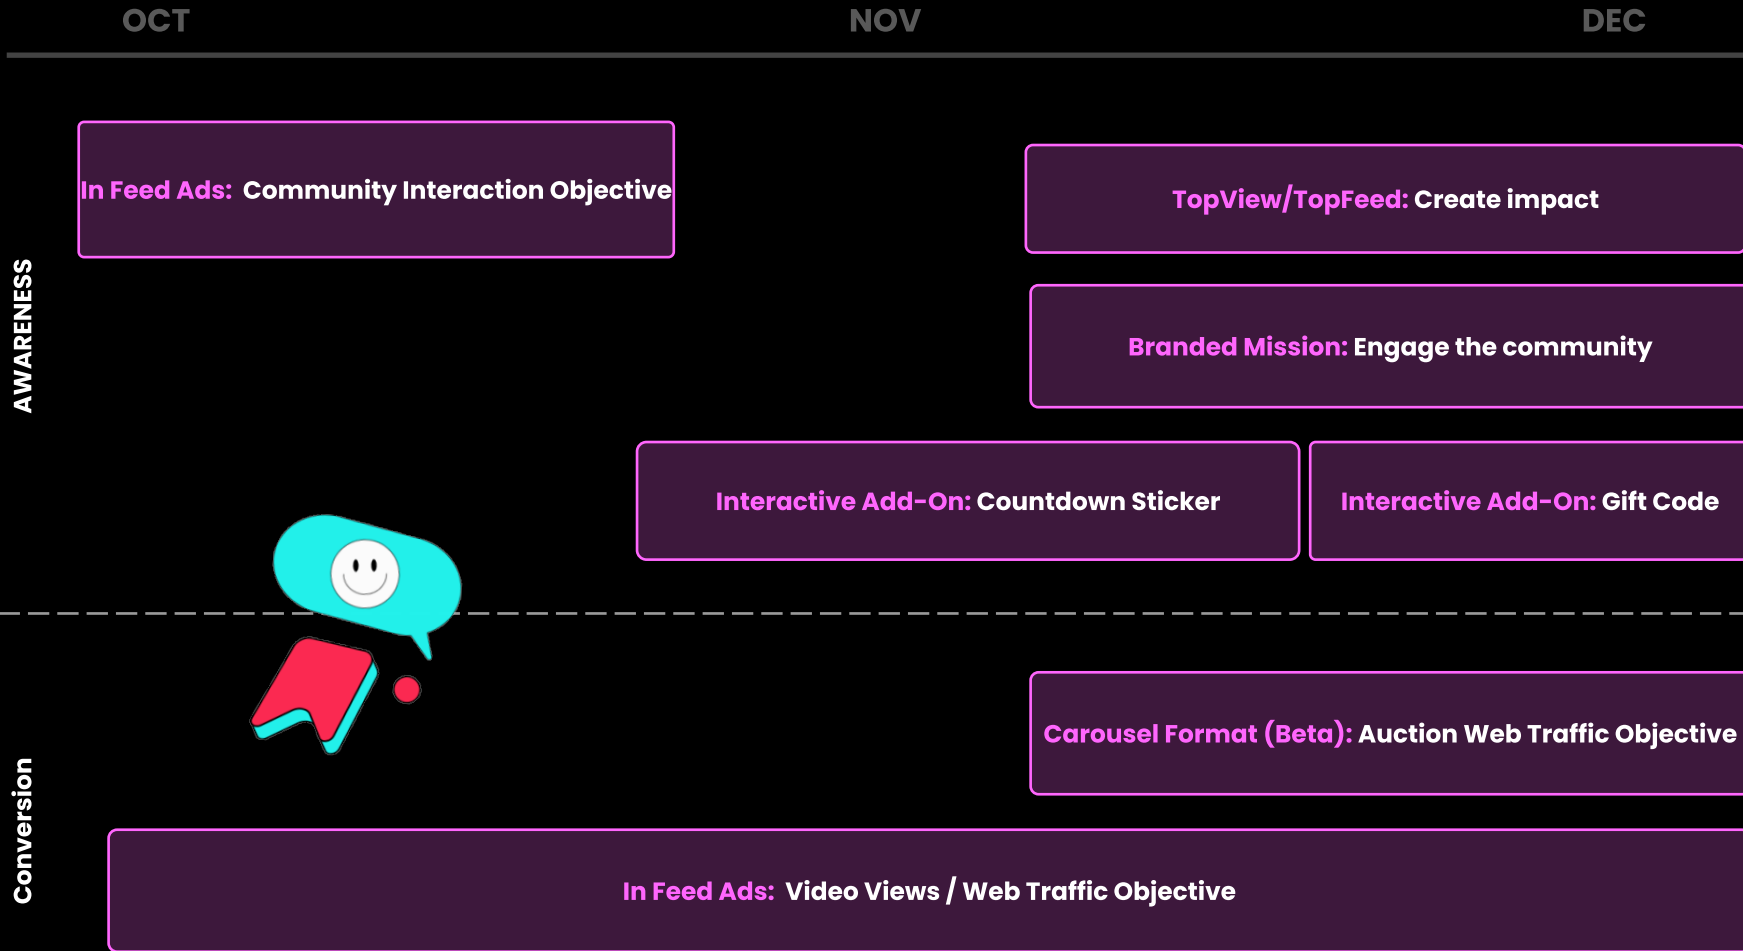 OCT
NOV
DEC
AWARENESS
In Feed Ads: Community Interaction Objective
TopView/TopFeed: Create impact
Branded Mission: Engage the community
Interactive Add-On: Countdown Sticker
Interactive Add-On: Gift Code
Conversion
Carousel Format (Beta): Auction Web Traffic Objective
In Feed Ads: Video Views / Web Traffic Objective